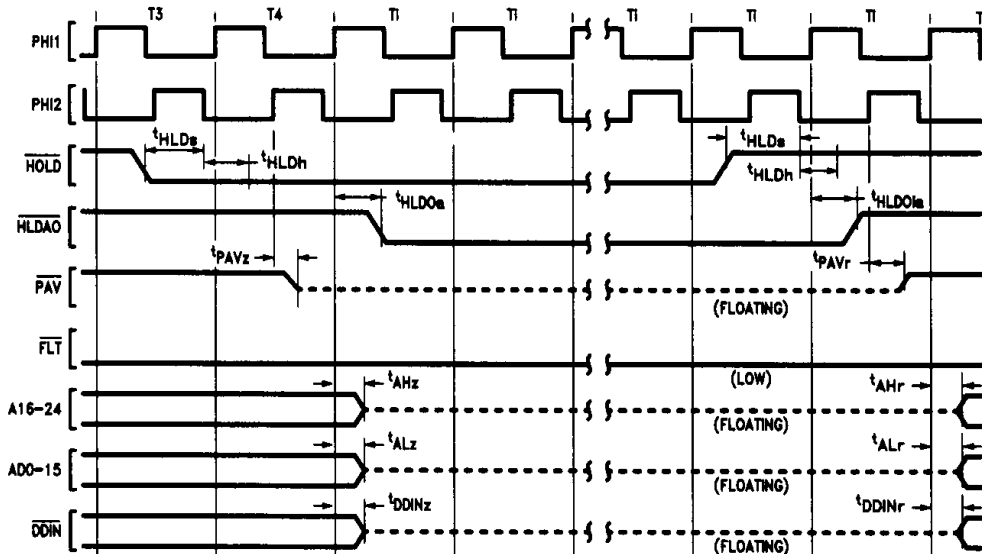 T3 T4 Ti Ti Ti Ti Ti T
PHI1
PHI2
tHLDs tHLDs
HOLD
tHLDh tHLDh
HLDAO
tHLDOa tHLDOia
tPAVz tPAVr
PAV
(FLOATING)
FLT
(LOW)
tAHz tAHr
A16-24
(FLOATING)
tALz tALr
AD0-15
(FLOATING)
tDDINz tDDINr
DDIN
(FLOATING)